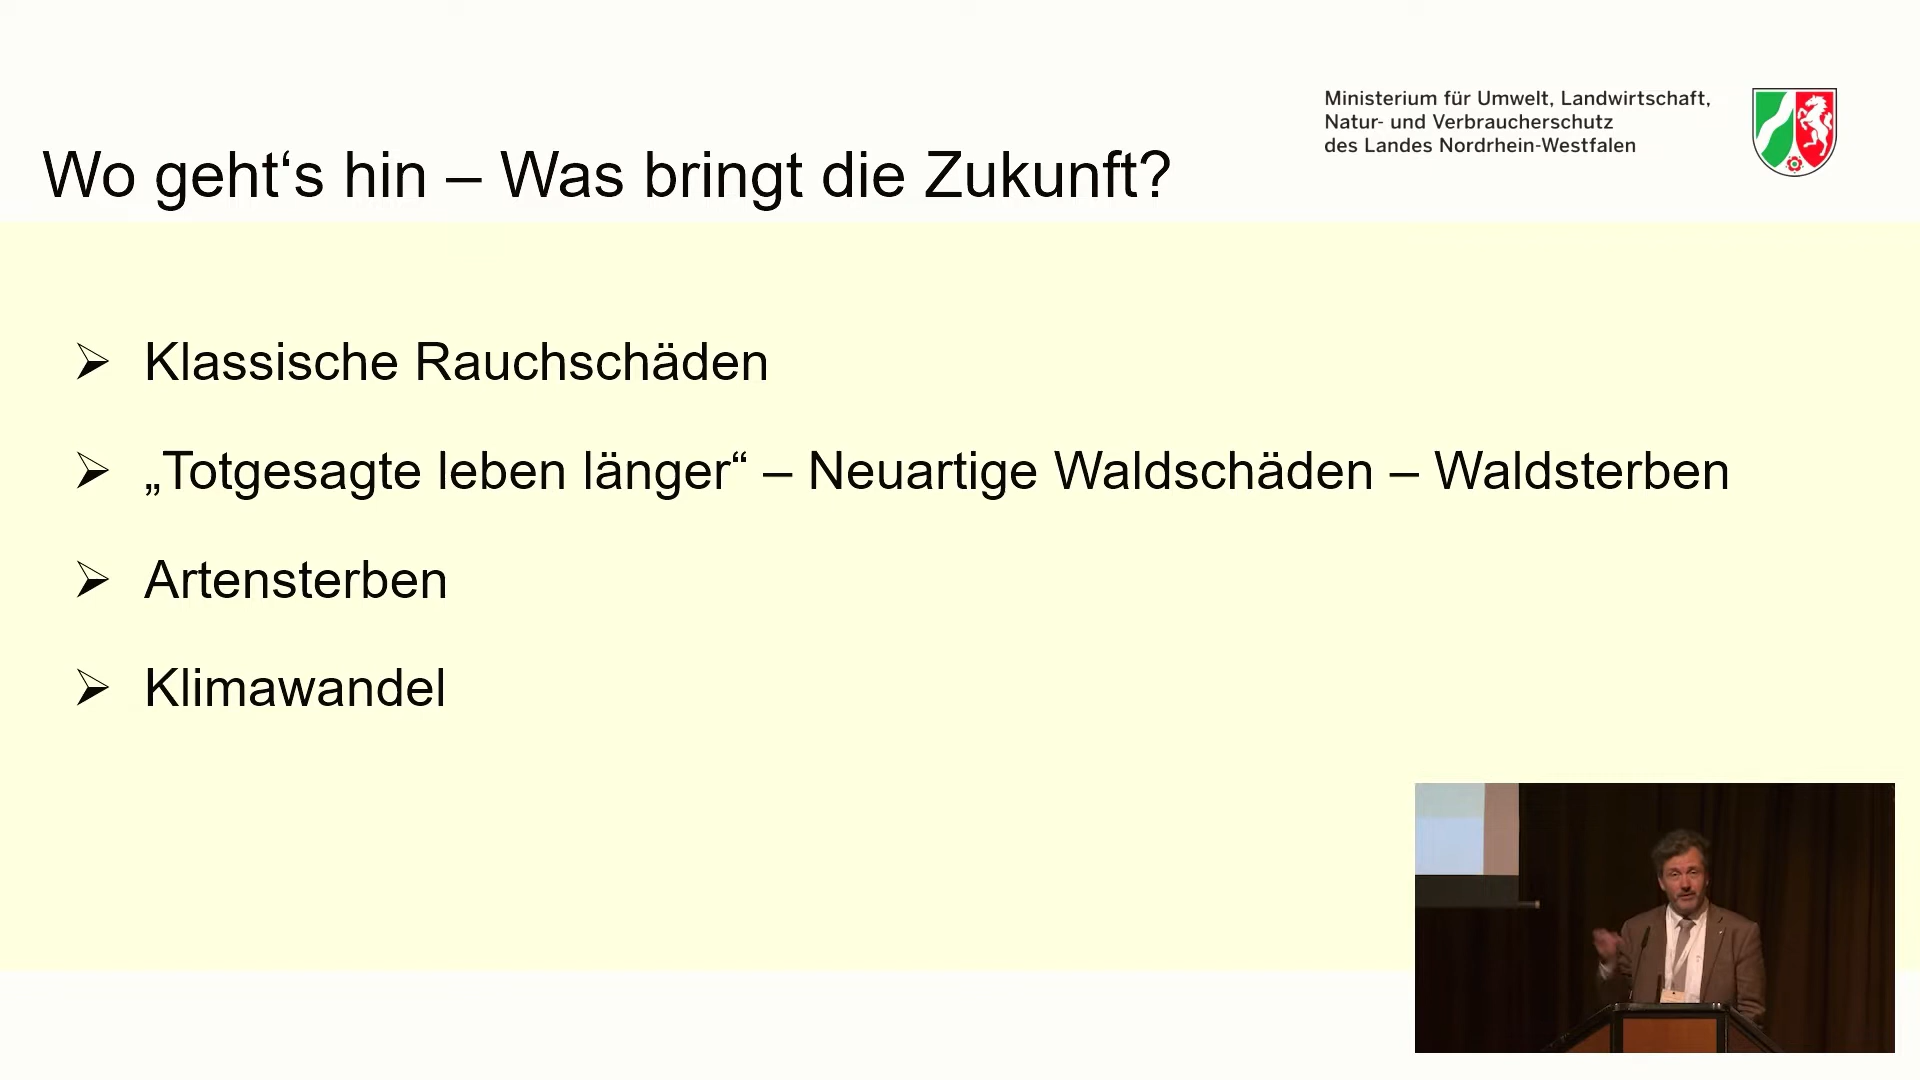 Ministerium für Umwelt, Landwirtschaft,
Natur- und Verbraucherschutz
des Landes Nordrhein-Westfalen
Wo geht‘s hin – Was bringt die Zukunft?
Klassische Rauchschäden
„Totgesagte leben länger“ – Neuartige Waldschäden – Waldsterben
Artensterben
Klimawandel